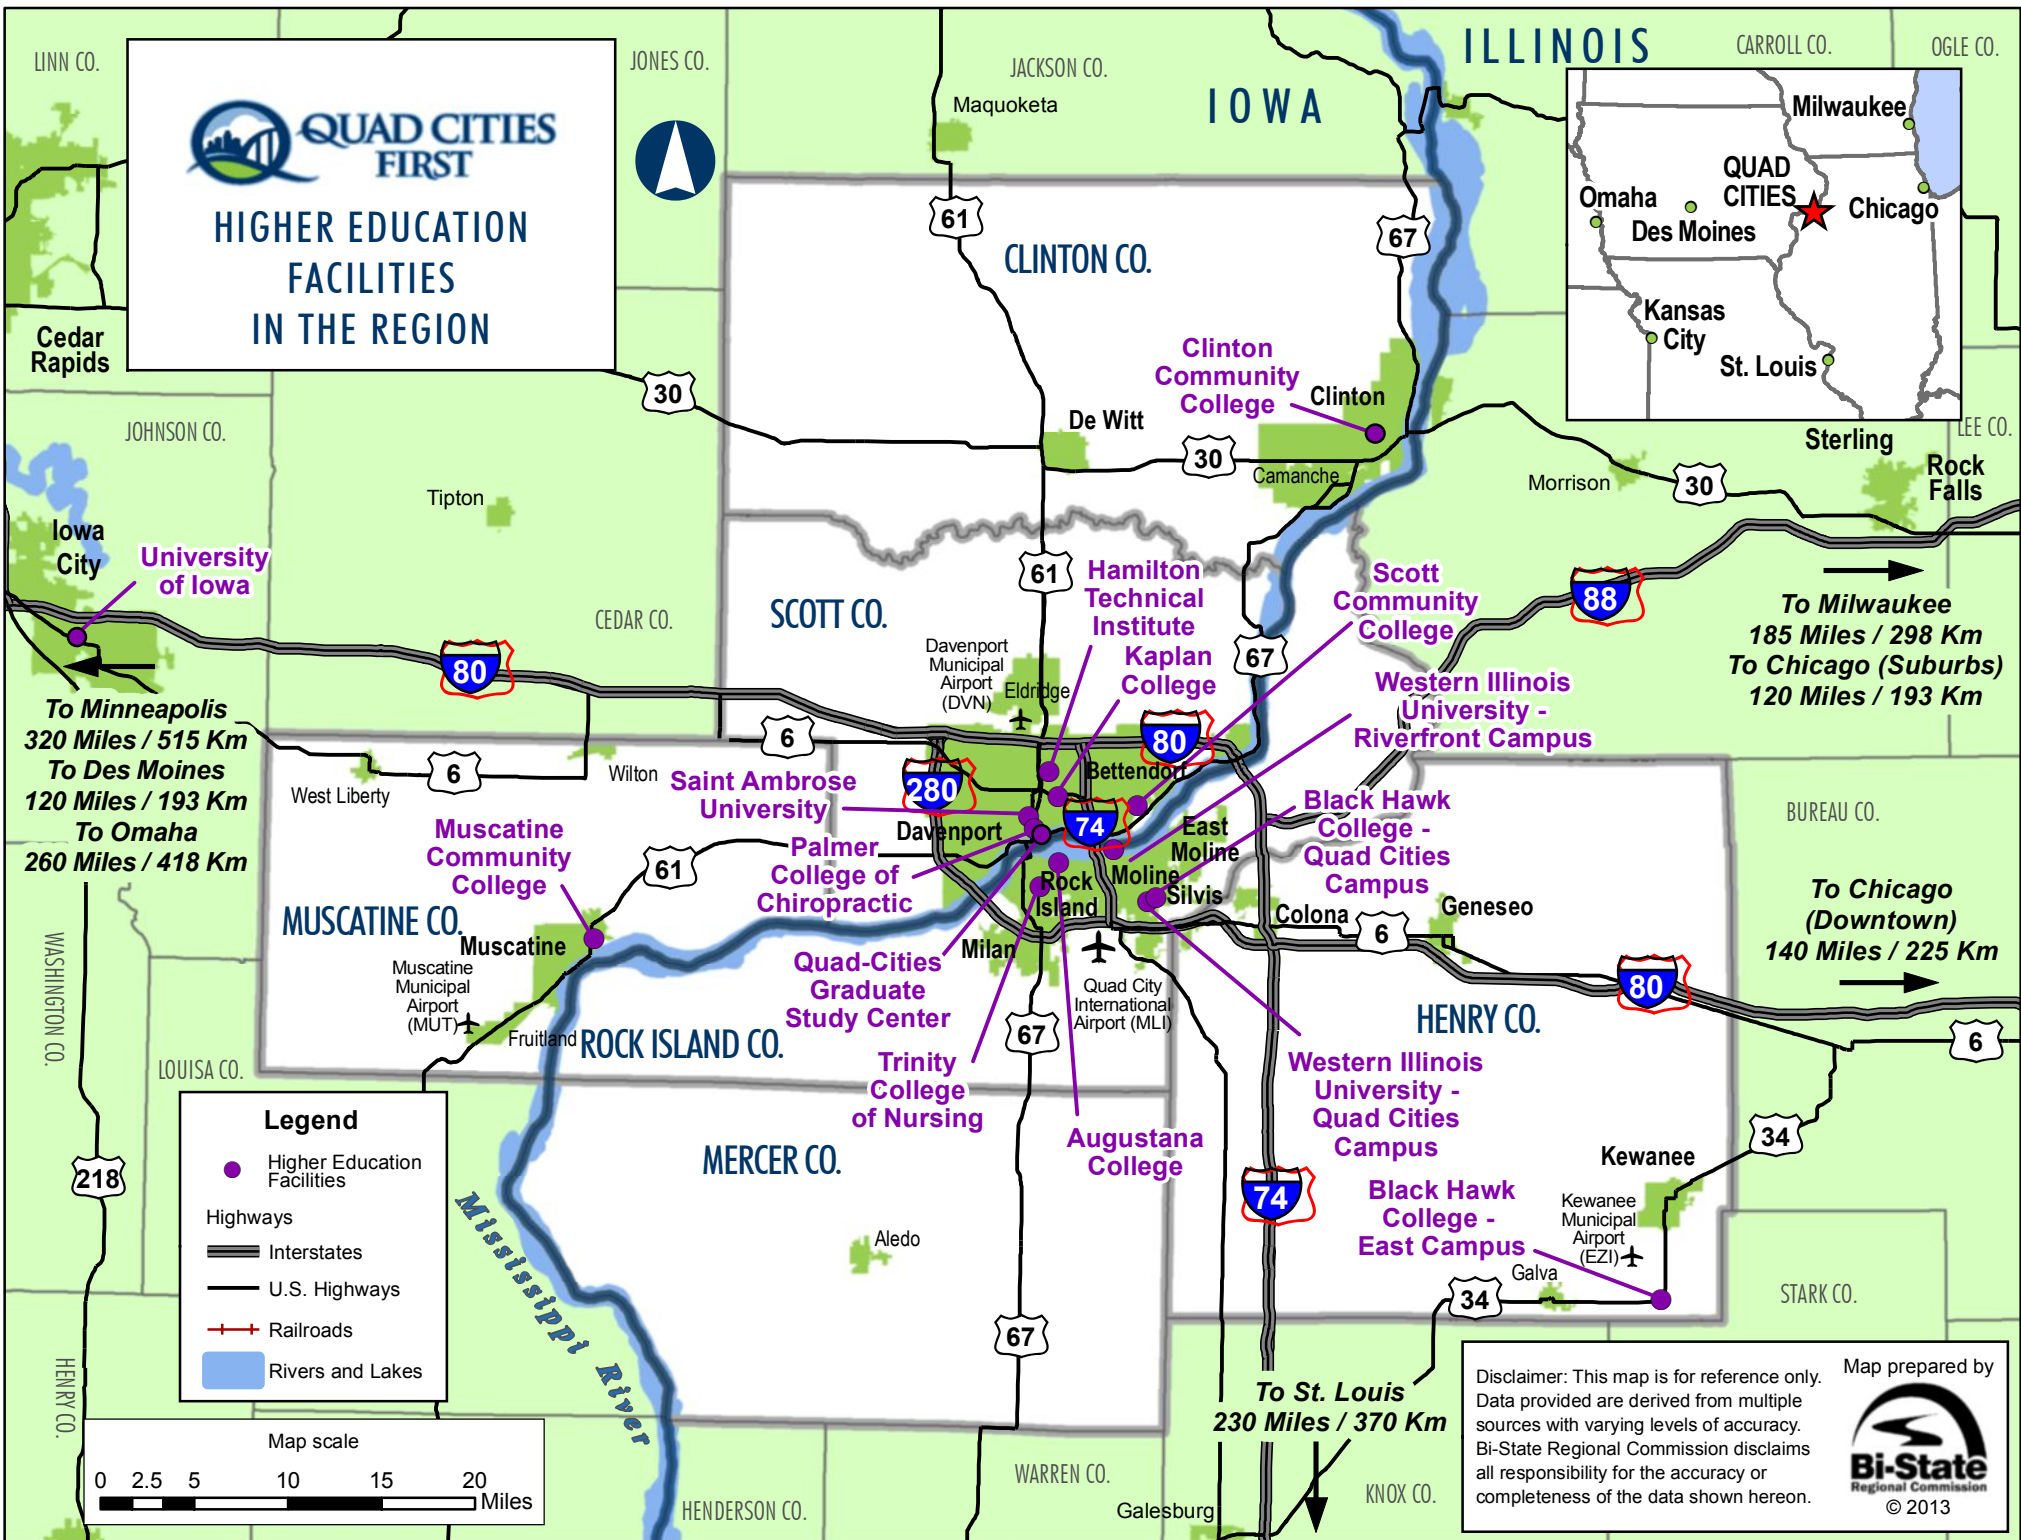 LINN CO.
JONES CO.
JACKSON CO.
IOWA
ILLINOIS
CARROLL CO.
OGLE CO.
QUAD CITIES
FIRST
HIGHER EDUCATION
FACILITIES
IN THE REGION
Maquoketa
Milwaukee
QUAD
CITIES
Omaha
Des Moines
Chicago
Kansas
City
St. Louis
61
67
CLINTON CO.
Cedar
Rapids
30
Clinton
Community
College
Clinton
De Witt
30
Camanche
JOHNSON CO.
Sterling
LEE CO.
Rock
Falls
Morrison
30
Tipton
Iowa
City
University
of Iowa
CEDAR CO.
SCOTT CO.
61
Hamilton
Technical
Institute
Kaplan
College
Scott
Community
College
88
67
To Milwaukee
185 Miles / 298 Km
To Chicago (Suburbs)
120 Miles / 193 Km
80
Davenport
Municipal
Airport
(DVN)
Eldridge
Western Illinois
University -
Riverfront Campus
To Minneapolis
320 Miles / 515 Km
To Des Moines
120 Miles / 193 Km
To Omaha
260 Miles / 418 Km
6
6
West Liberty
Wilton
80
Bettendorf
280
74
Saint Ambrose
University
Davenport
East
Moline
Black Hawk
College -
Quad Cities
Campus
BUREAU CO.
Muscatine
Community
College
61
Palmer
College of
Chiropractic
Rock
Island
Moline
Silvis
Colona
Geneseo
6
To Chicago
(Downtown)
140 Miles / 225 Km
MUSCATINE CO.
Muscatine
Muscatine
Municipal
Airport
(MUT)
Fruitland
WASHINGTON CO.
Milan
Quad-Cities
Graduate
Study Center
Quad City
International
Airport (MLI)
80
HENRY CO.
6
ROCK ISLAND CO.
67
LOUISA CO.
Trinity
College
of Nursing
Augustana
College
Western Illinois
University -
Quad Cities
Campus
34
Legend
Higher Education
Facilities
Highways
Interstates
U.S. Highways
Railroads
Rivers and Lakes
218
MERCER CO.
Mississippi River
Aledo
74
Kewanee
Kewanee
Municipal
Airport
(EZI)
Black Hawk
College -
East Campus
Galva
34
STARK CO.
67
HENRY CO.
To St. Louis
230 Miles / 370 Km
Map scale
0 2.5 5 10 15 20
Miles
HENDERSON CO.
WARREN CO.
Galesburg
KNOX CO.
Disclaimer: This map is for reference only.
Data provided are derived from multiple
sources with varying levels of accuracy.
Bi-State Regional Commission disclaims
all responsibility for the accuracy or
completeness of the data shown hereon.
Map prepared by
Bi-State
Regional Commission
© 2013